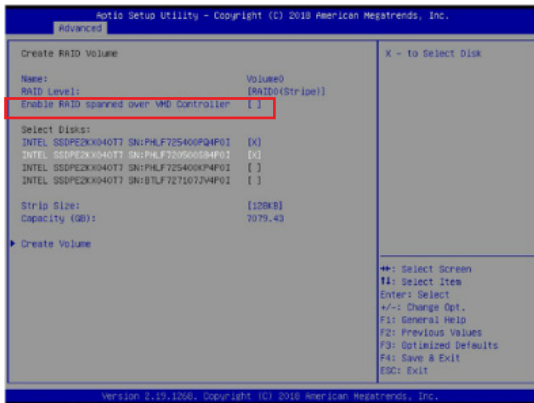 Aptio Setup Utility - Copyright (C) 2018 American Megatrends, Inc.
Advanced
Create RAID Volume
X - to Select Disk
Name: Volume0
RAID Level: [RAID0(Stripe)]
Enable RAID spanned over VMD Controller [ ]
Select Disks:
INTEL SSDPE2KX040T7 SN:PHLF725400PQ4P0I [X]
INTEL SSDPE2KX040T7 SN:PHLF720500SB4P0I [X]
INTEL SSDPE2KX040T7 SN:PHLF725400KP4P0I [ ]
INTEL SSDPE2KX040T7 SN:BTLF727107JV4P0I [ ]
Strip Size: [128KB]
Capacity (GB): 7079.43
Create Volume
: Select Screen
: Select Item
Enter: Select
+/-: Change Opt.
F1: General Help
F2: Previous Values
F3: Optimized Defaults
F4: Save & Exit
ESC: Exit
Version 2.19.1268. Copyright (C) 2018 American Megatrends, Inc.